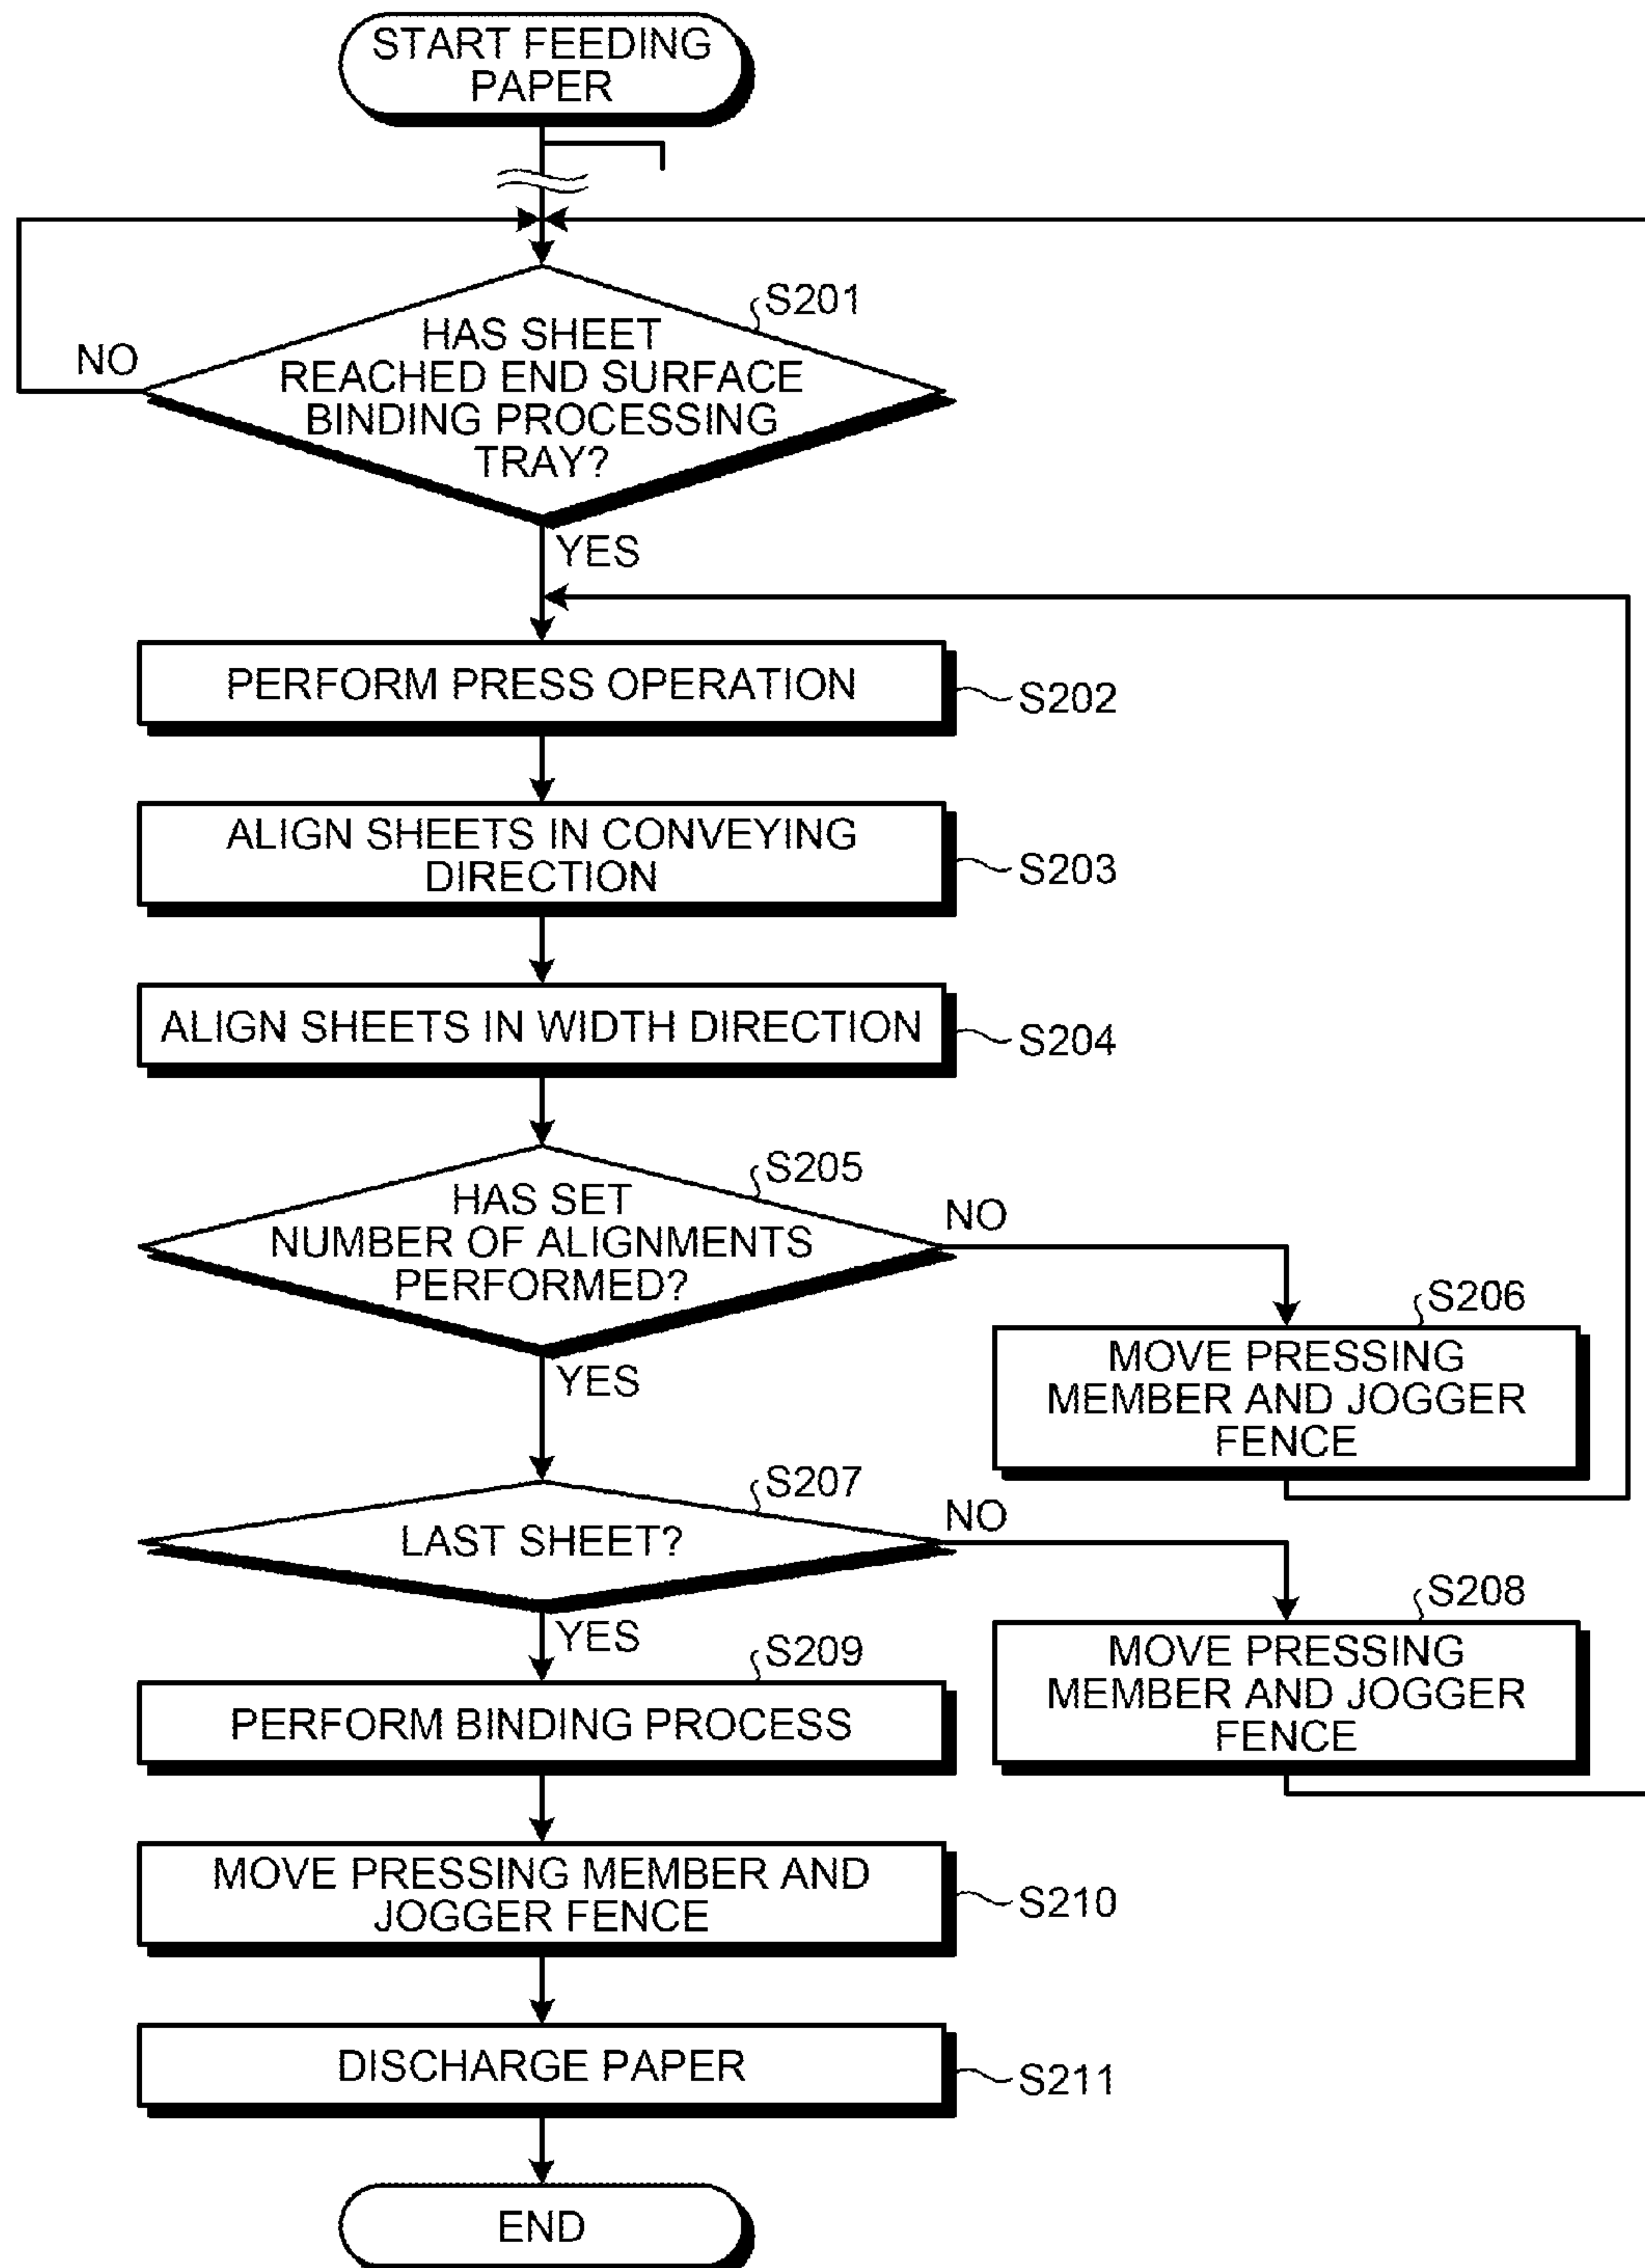 START FEEDING
PAPER
S201
HAS SHEET
REACHED END SURFACE
BINDING PROCESSING
TRAY?
NO
YES
PERFORM PRESS OPERATION
S202
ALIGN SHEETS IN CONVEYING
DIRECTION
S203
ALIGN SHEETS IN WIDTH DIRECTION
S204
S205
HAS SET
NUMBER OF ALIGNMENTS
PERFORMED?
NO
YES
S206
MOVE PRESSING
MEMBER AND JOGGER
FENCE
S207
LAST SHEET?
NO
YES
S208
MOVE PRESSING
MEMBER AND JOGGER
FENCE
S209
PERFORM BINDING PROCESS
MOVE PRESSING MEMBER AND
JOGGER FENCE
S210
DISCHARGE PAPER
S211
END